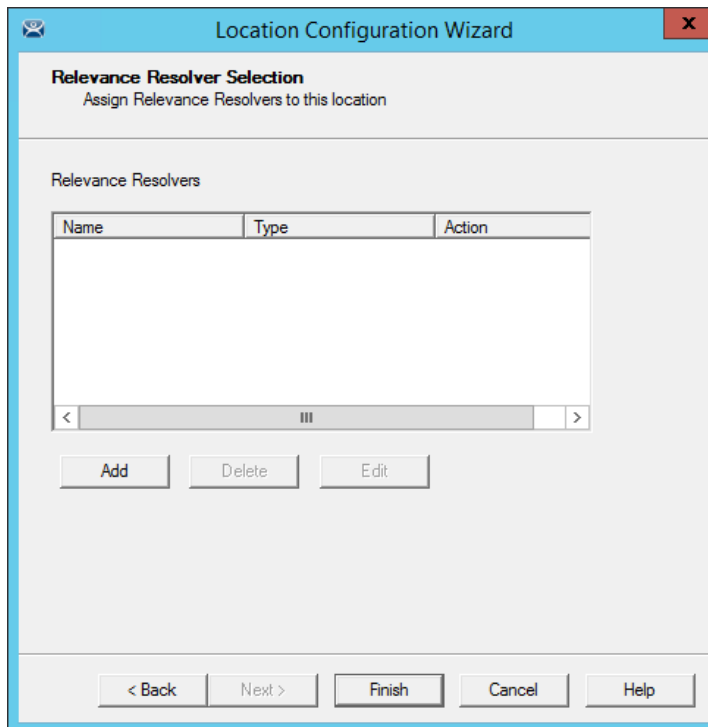 Location Configuration Wizard
x
Relevance Resolver Selection
Assign Relevance Resolvers to this location
Relevance Resolvers
Name Type Action
Add Delete Edit
< Back Next > Finish Cancel Help